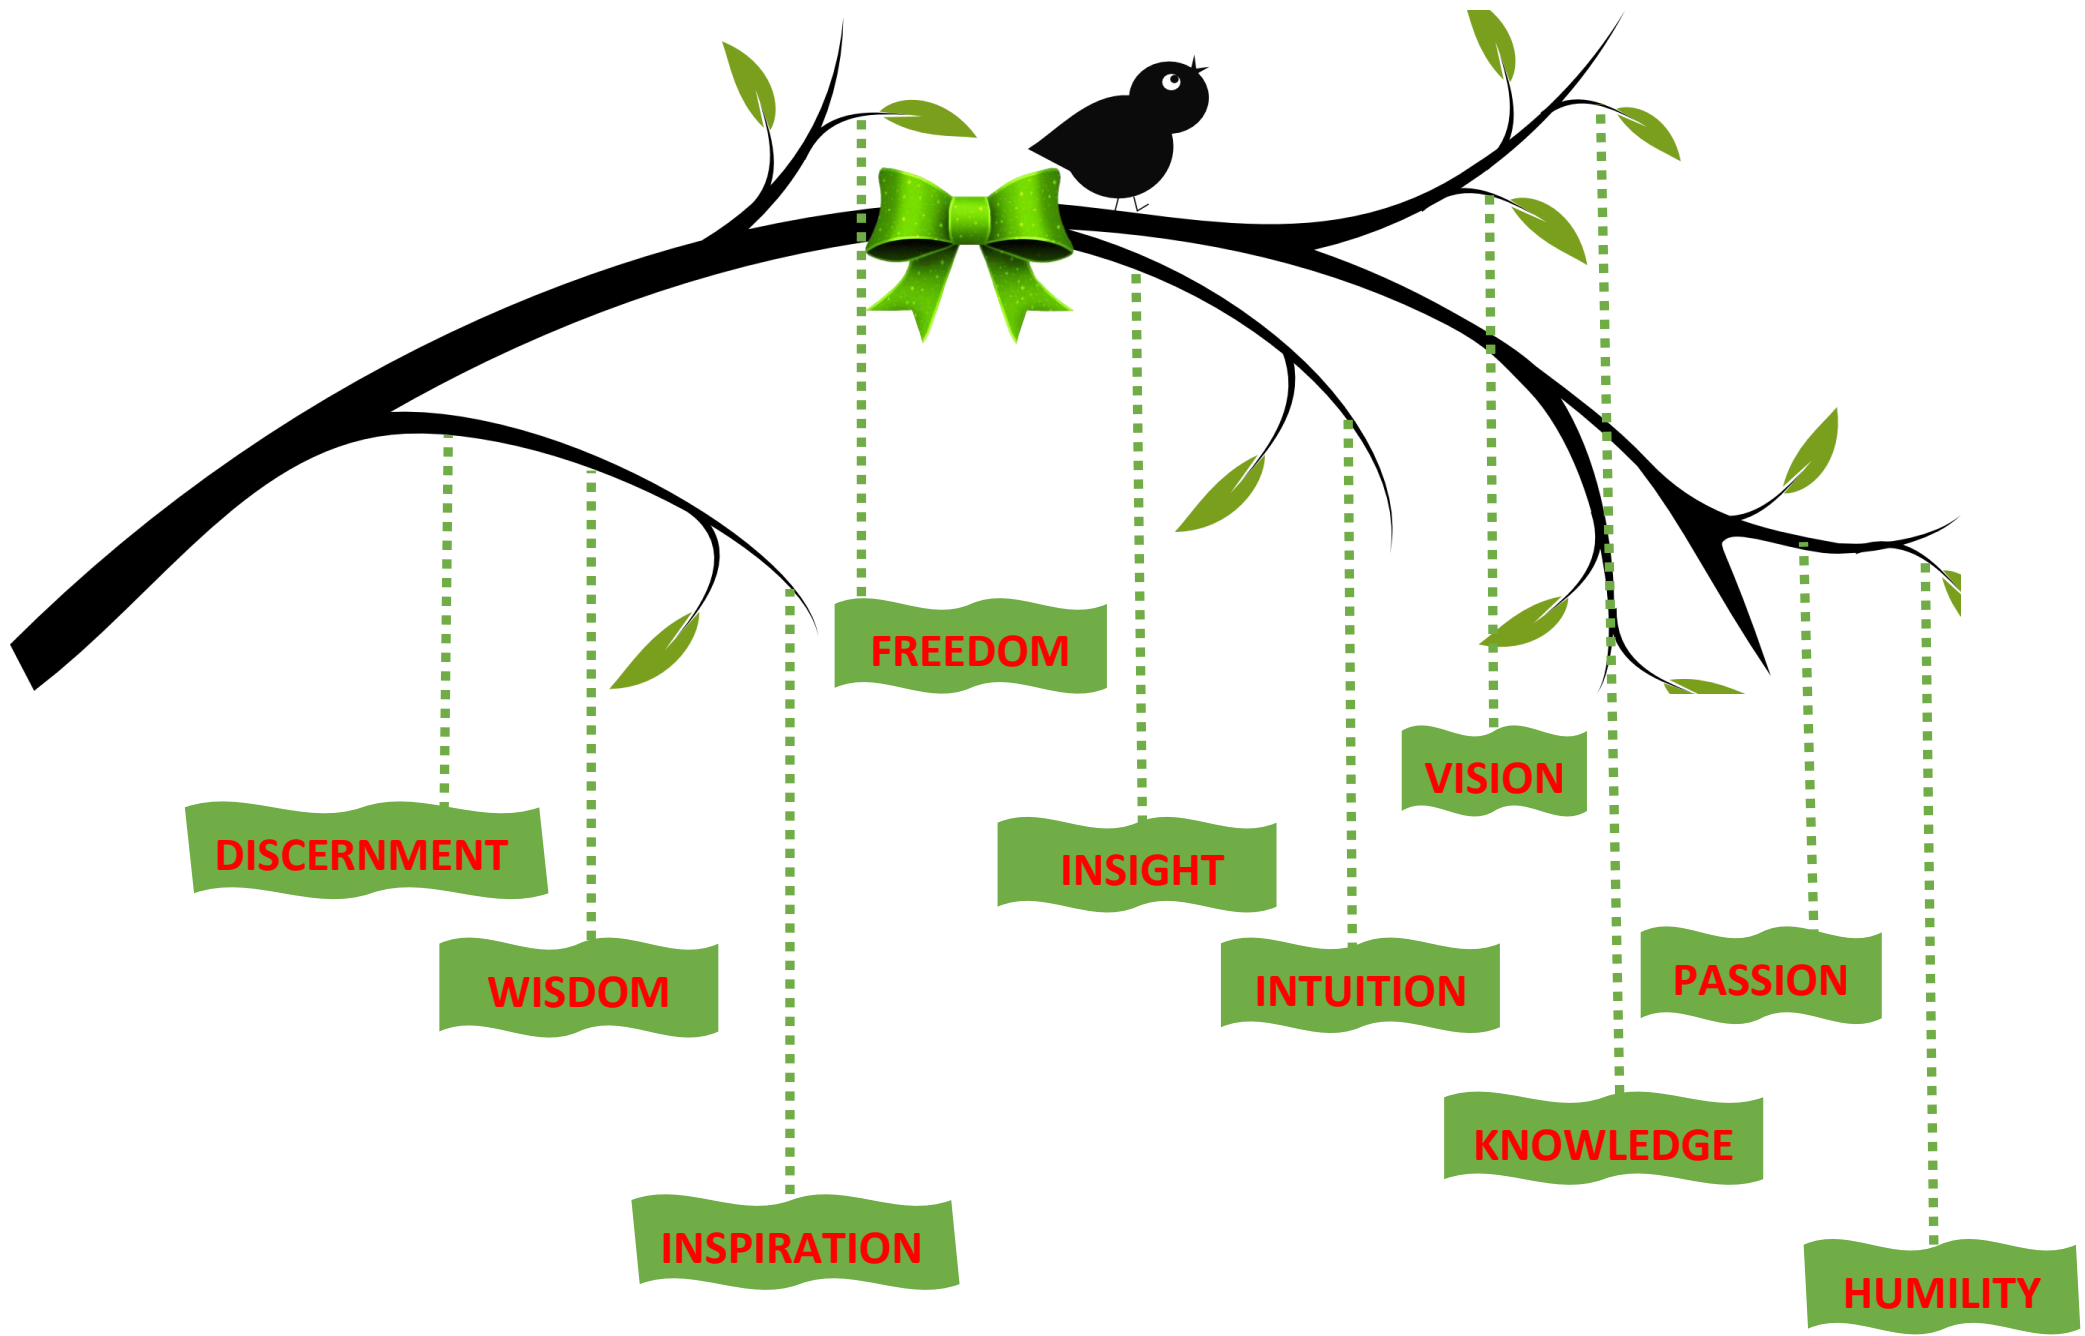 FREEDOM
VISION
DISCERNMENT
INSIGHT
WISDOM
INTUITION
PASSION
KNOWLEDGE
INSPIRATION
HUMILITY